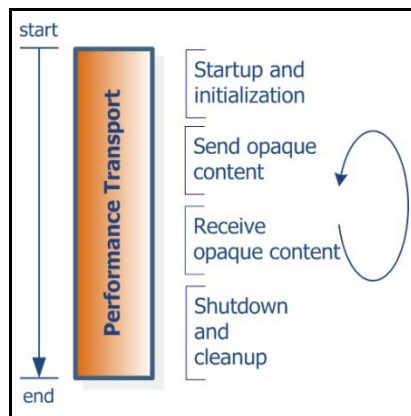 start
Performance Transport
Startup and
initialization
Send opaque
content
Receive
opaque content
Shutdown
and
cleanup
end